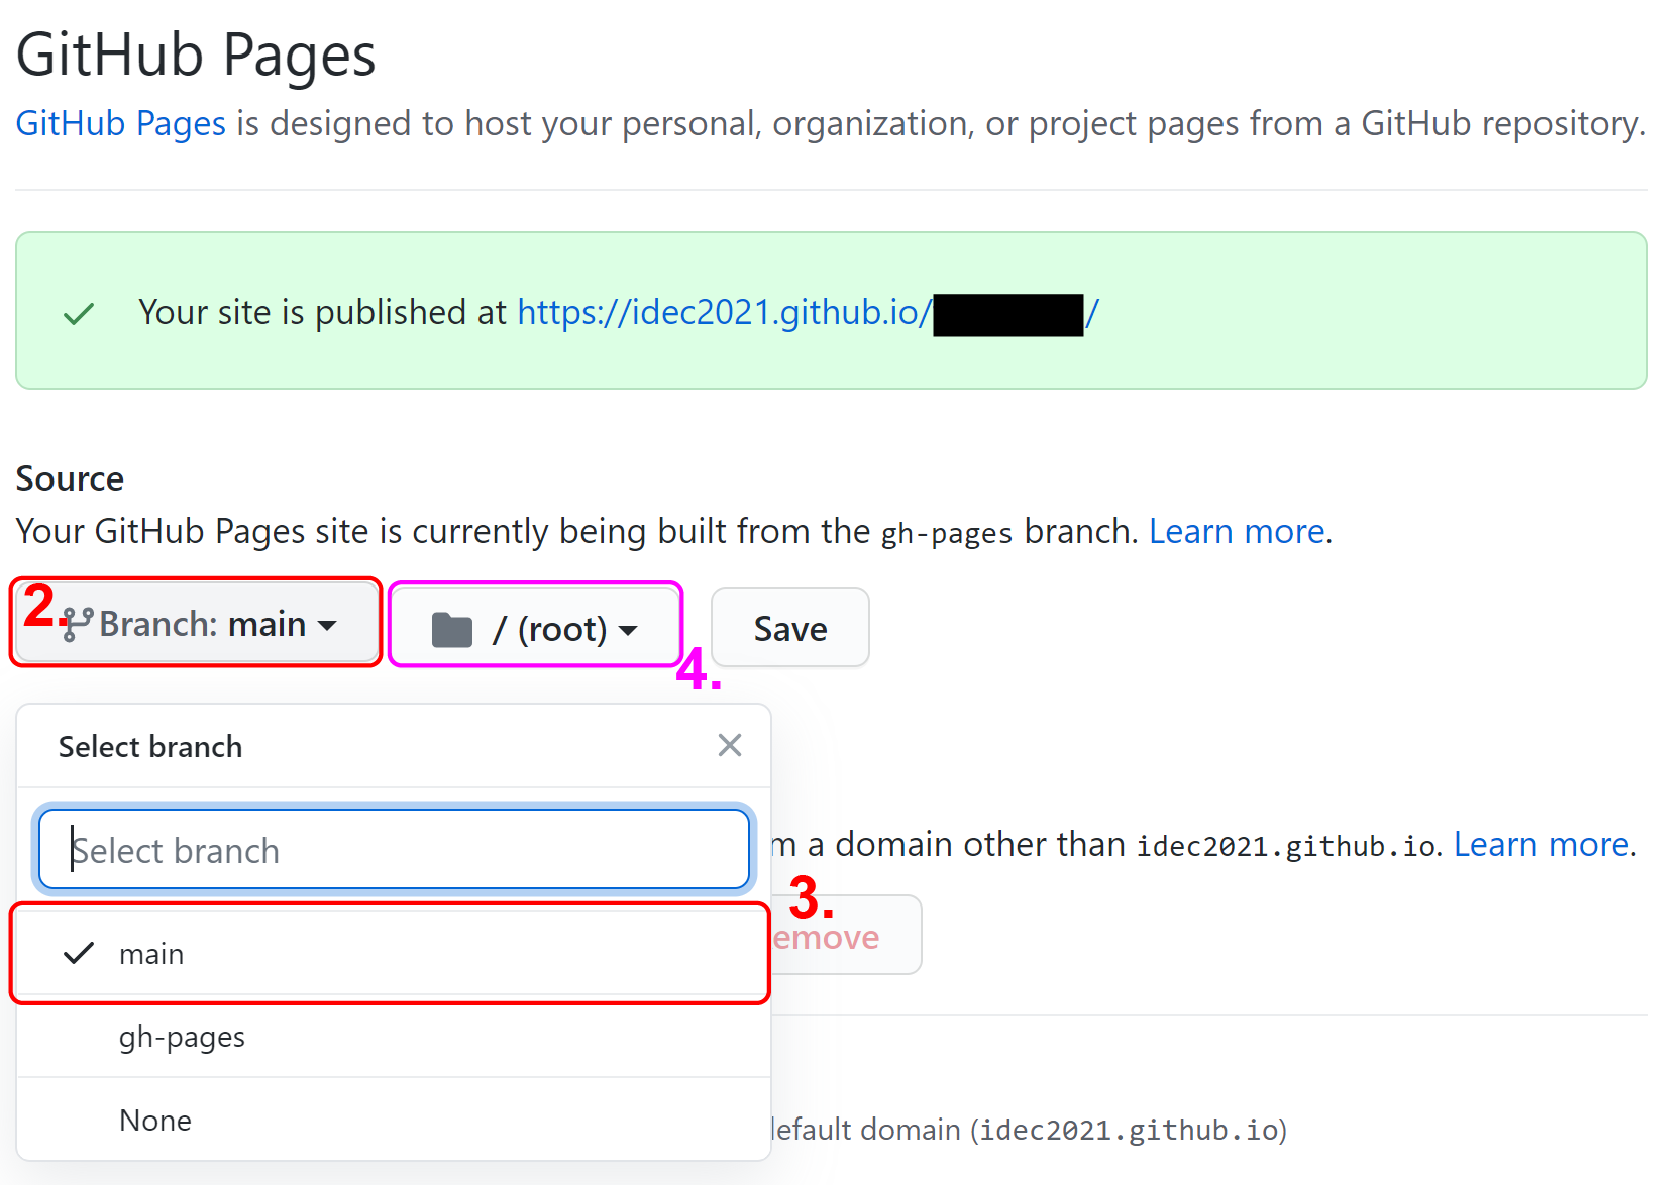 GitHub Pages
GitHub Pages is designed to host your personal, organization, or project pages from a GitHub repository.
Your site is published at https://idec2021.github.io/ /
Source
Your GitHub Pages site is currently being built from the gh-pages branch. Learn more.
2. Branch: main / (root) Save
4.
Select branch
Select branch
m a domain other than idec2021.github.io. Learn more.
3.
emove
main
gh-pages
None
efault domain (idec2021.github.io)